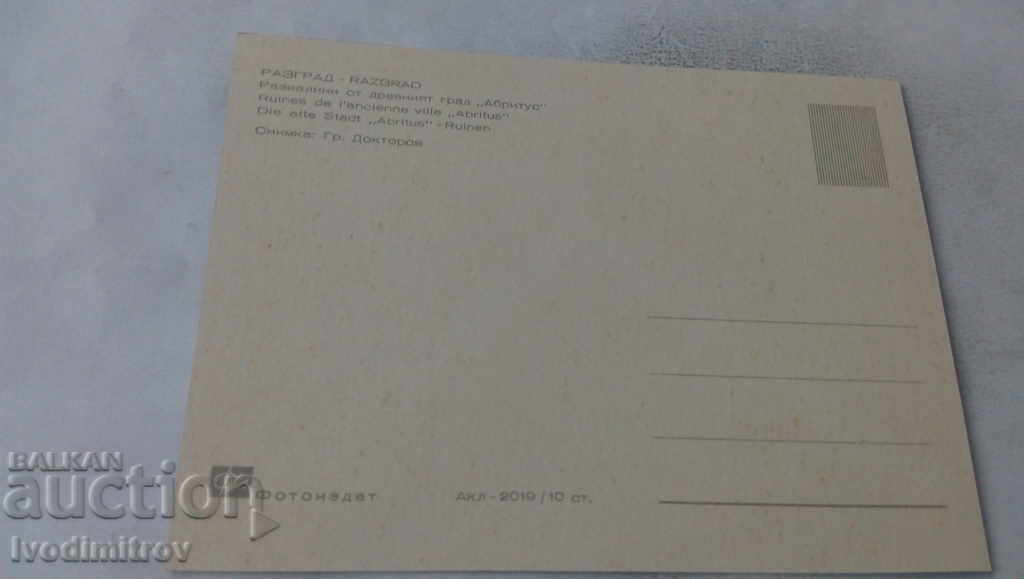 РАЗГРАД - RAZGRAD
Развалини от древният град „Абритус"
Ruines de l'ancienne ville „Abritus"
Die alte Stadt „Abritus" - Ruinen
Снимка: Гр. Докторов
Фотоиздат
Акл - 2019 / 10 ст.
BALKAN
auction
Ivodimitrov